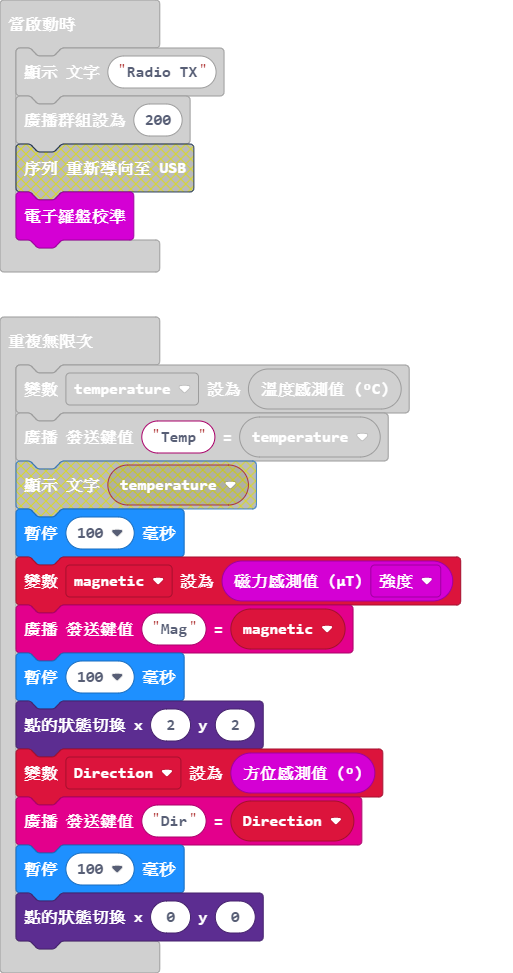 當啟動時
顯示 文字 "Radio TX"
廣播群組設為 200
序列 重新導向至 USB
電子羅盤校準
重複無限次
變數 temperature 設為 溫度感測值 (°C)
廣播 發送鍵值 "Temp" = temperature
顯示 文字 temperature
暫停 100 毫秒
變數 magnetic 設為 磁力感測值 (µT) 強度
廣播 發送鍵值 "Mag" = magnetic
暫停 100 毫秒
點的狀態切換 x 2 y 2
變數 Direction 設為 方位感測值 (°)
廣播 發送鍵值 "Dir" = Direction
暫停 100 毫秒
點的狀態切換 x 0 y 0